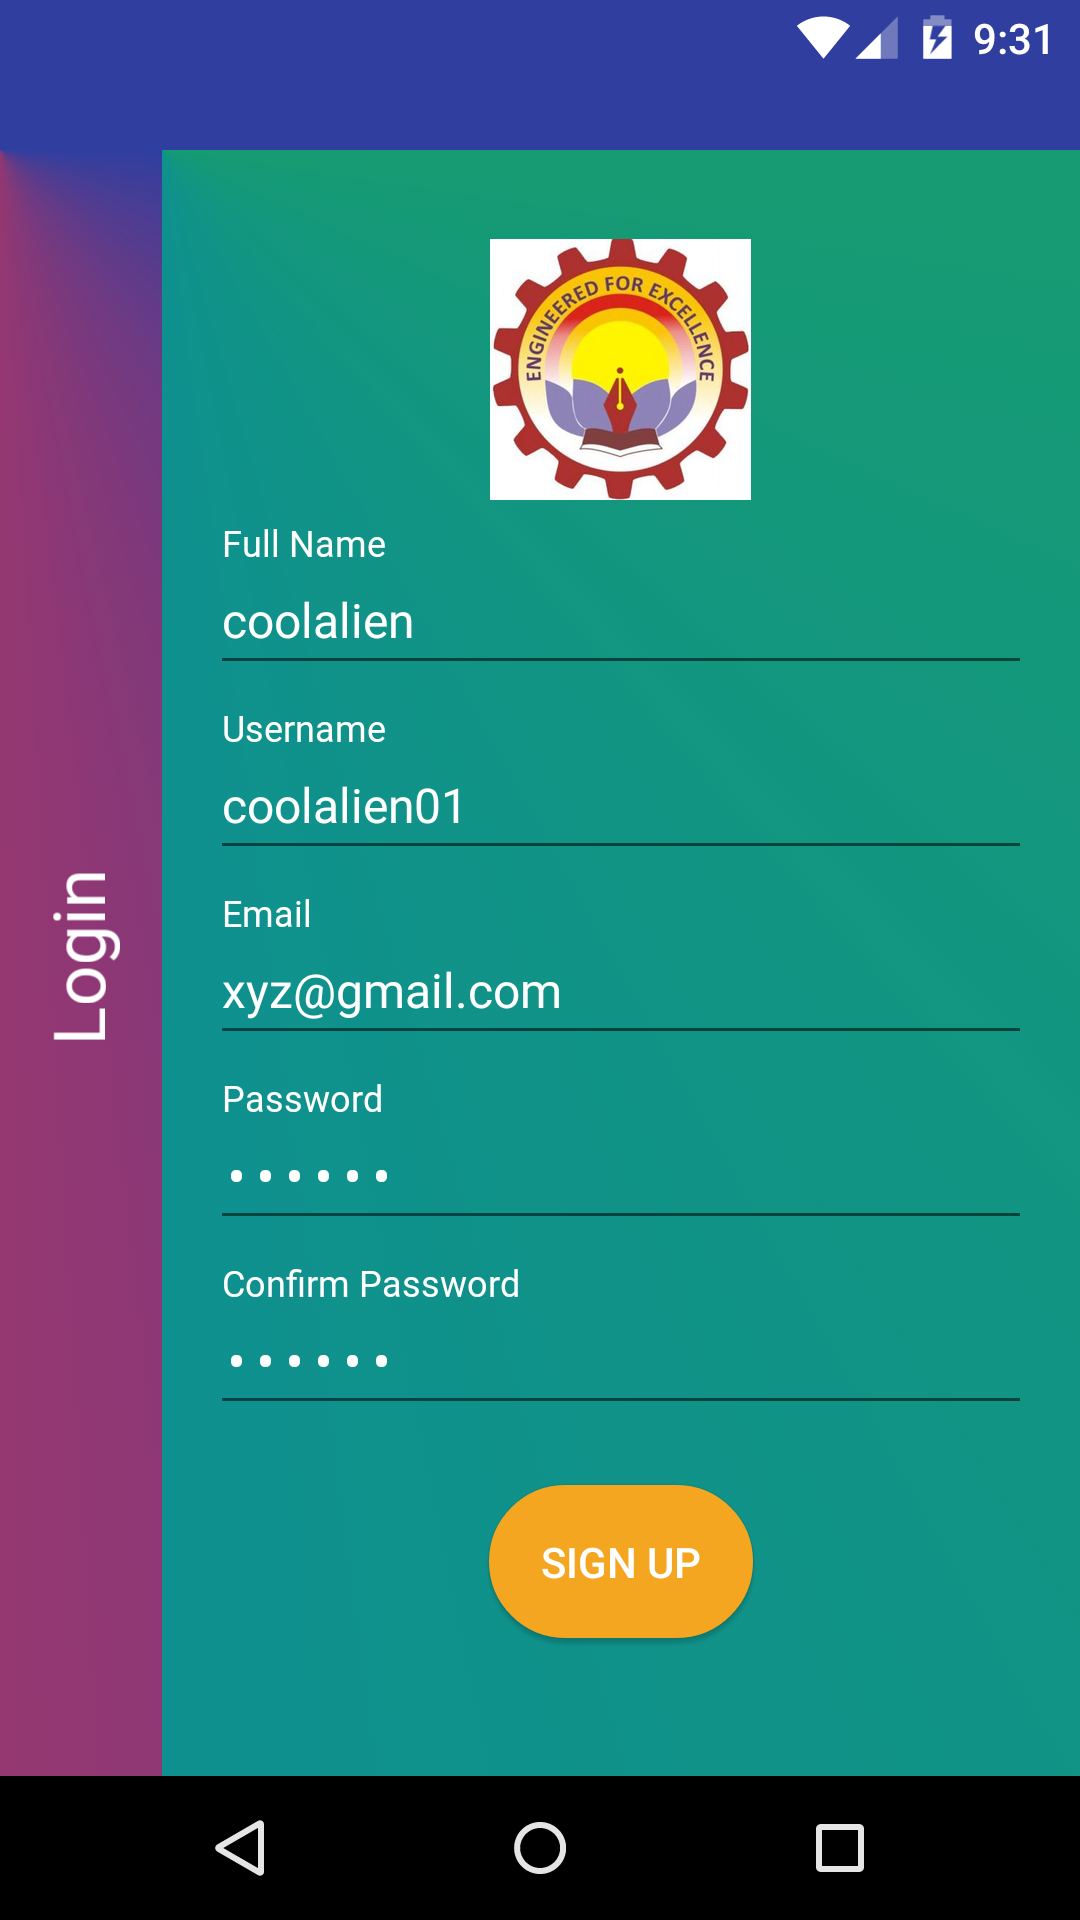 9:31
ENGINEERED FOR EXCELLENCE
Full Name
coolalien
Username
coolalien01
Email
xyz@gmail.com
Password
••••••
Confirm Password
••••••
SIGN UP
Login